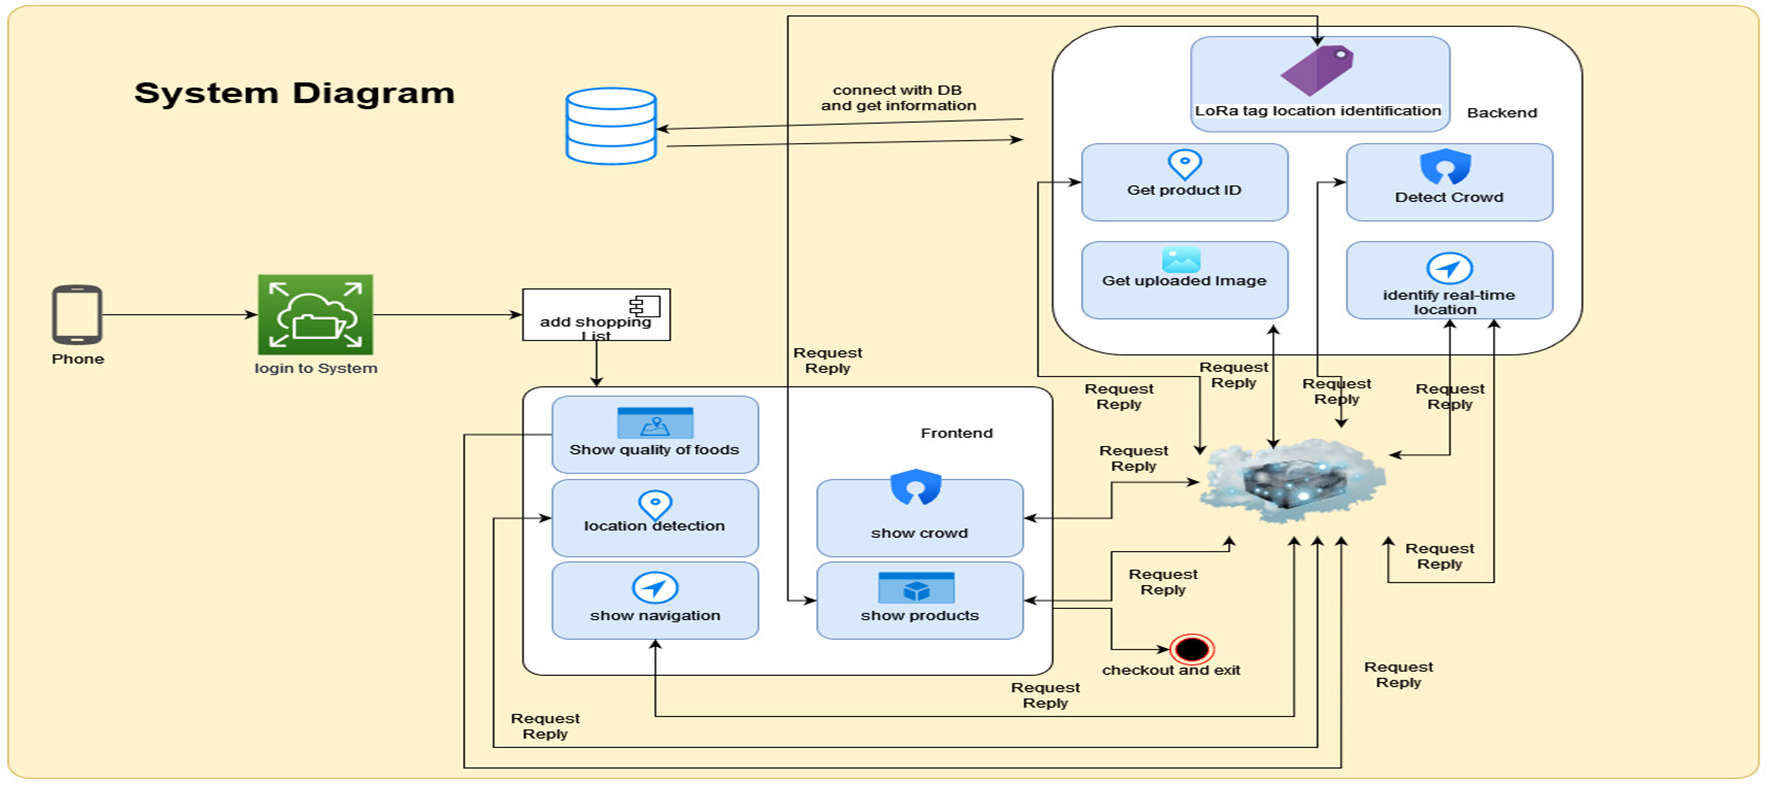 System Diagram
connect with DB
and get information
LoRa tag location identification
Backend
Get product ID
Detect Crowd
Get uploaded Image
identify real-time
location
Phone
login to System
add shopping
List
Request
Reply
Request
Reply
Request
Reply
Request
Reply
Request
Reply
Frontend
Show quality of foods
location detection
show navigation
show crowd
show products
Request
Reply
Request
Reply
Request
Reply
checkout and exit
Request
Reply
Request
Reply
Request
Reply